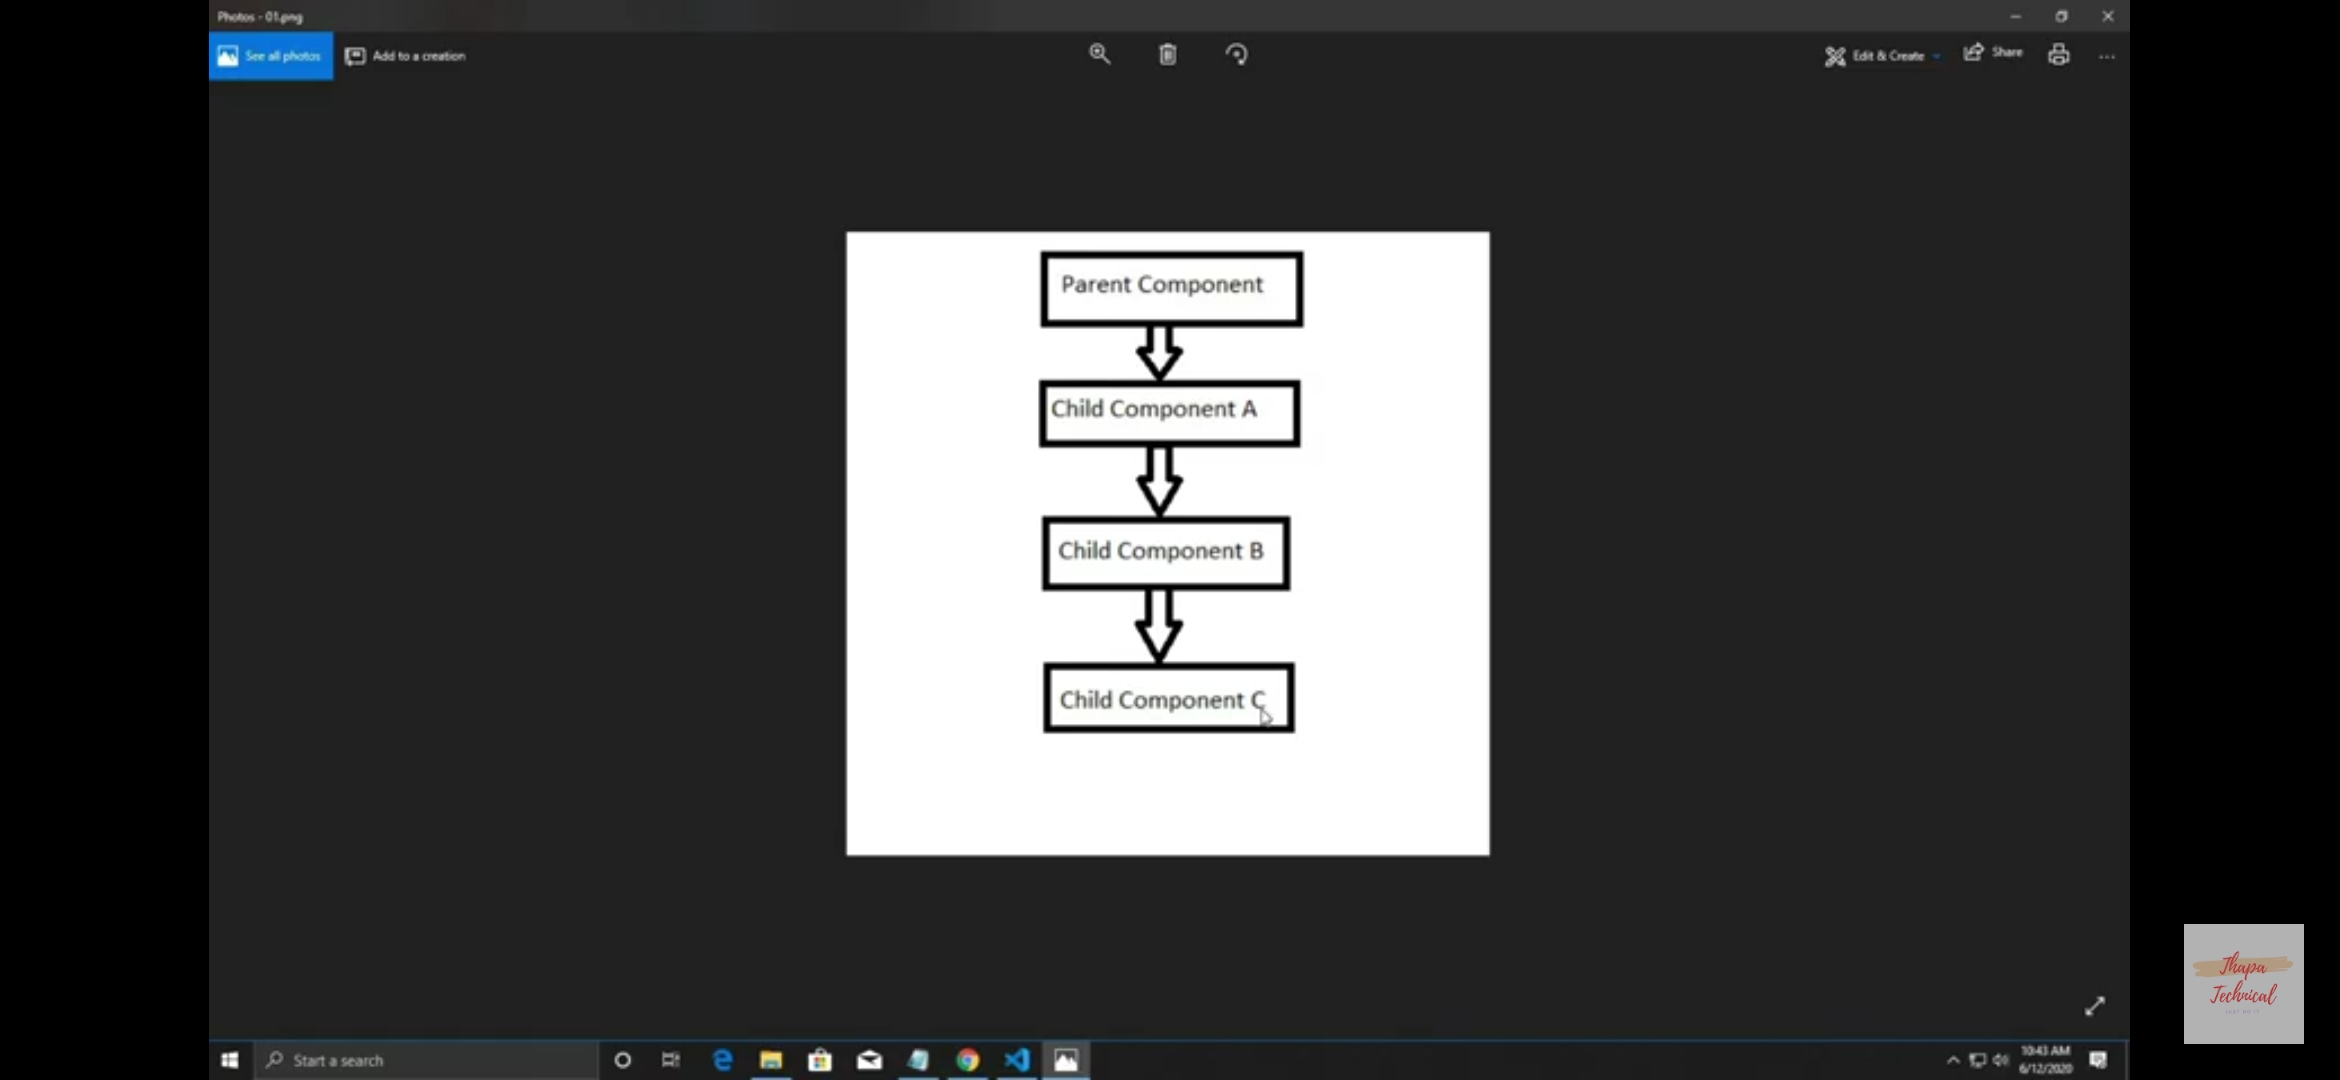 Photos - 01.png
See all photos
Add to a creation
Edit & Create
Share
Parent Component
Child Component A
Child Component B
Child Component C
Thapa
Technical
Start a search
10:43 AM
6/12/2020